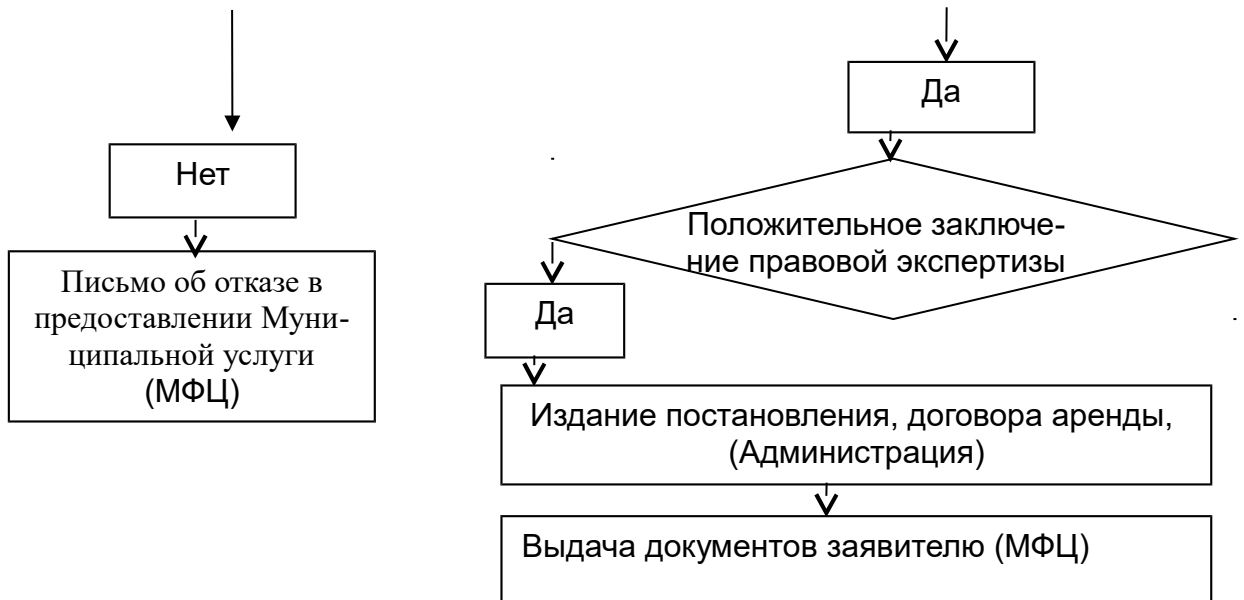 Нет
Письмо об отказе в
предоставлении Муни-
ципальной услуги
(МФЦ)
Да
Положительное заключе-
ние правовой экспертизы
Да
Издание постановления, договора аренды,
(Администрация)
Выдача документов заявителю (МФЦ)